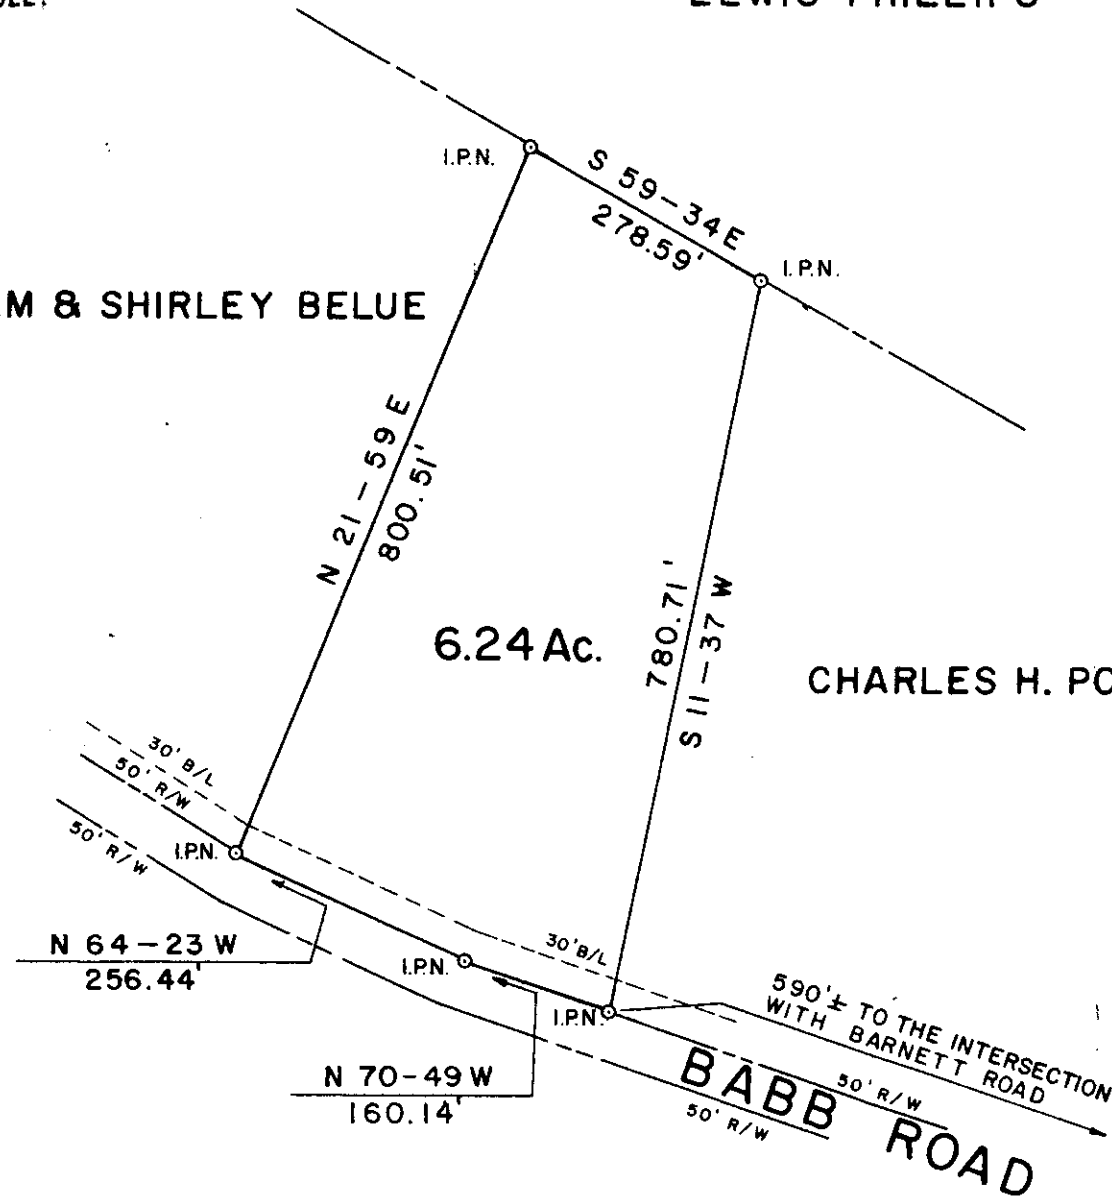 I.P.N.
S 59-34 E
278.59'
I.P.N.
& SHIRLEY BELUE
N 21-59 E
800.51'
780.71'
S 11-37 W
6.24 Ac.
CHARLES H.
30' B/L
50' R/W
50' R/W
I.P.N.
N 64-23 W
256.44'
I.P.N.
30' B/L
I.P.N.
590'± TO THE INTERSECTION
WITH BARNETT ROAD
N 70-49 W
160.14'
BABB ROAD
50' R/W
50' R/W